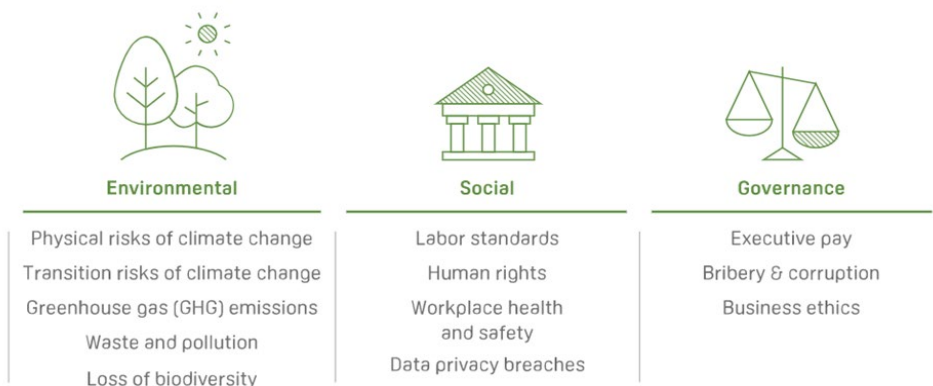 Environmental
Physical risks of climate change
Transition risks of climate change
Greenhouse gas (GHG) emissions
Waste and pollution
Loss of biodiversity
Social
Labor standards
Human rights
Workplace health
and safety
Data privacy breaches
Governance
Executive pay
Bribery & corruption
Business ethics